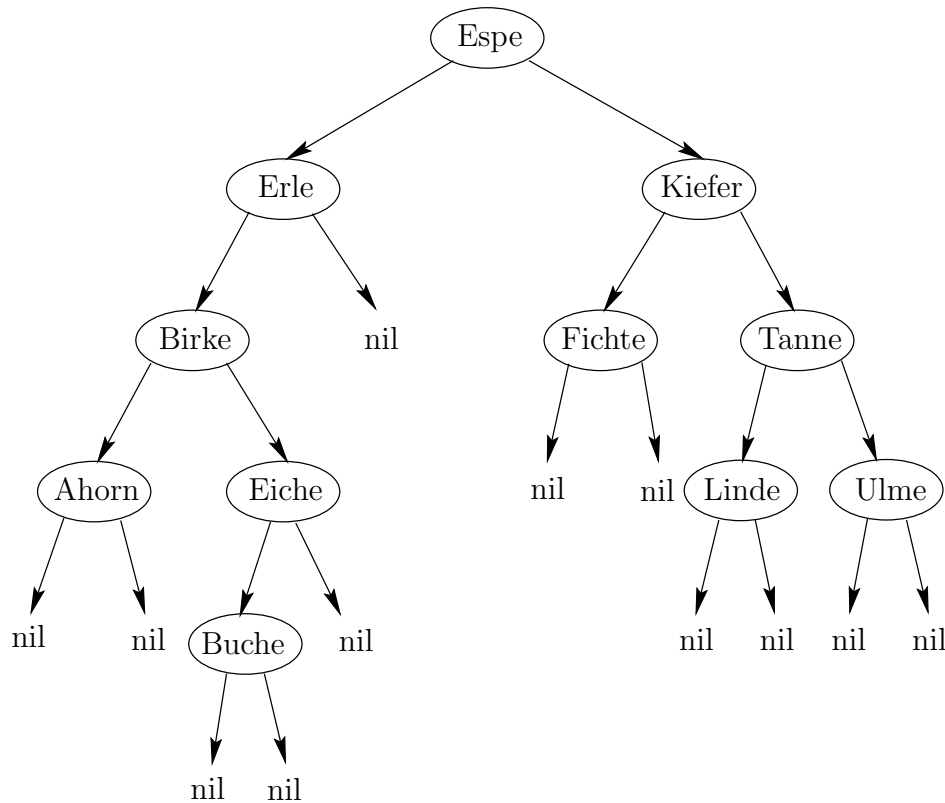 Espe
Erle Kiefer
Birke nil Fichte Tanne
Ahorn Eiche nil nil Linde Ulme
nil nil Buche nil nil nil nil nil
nil nil